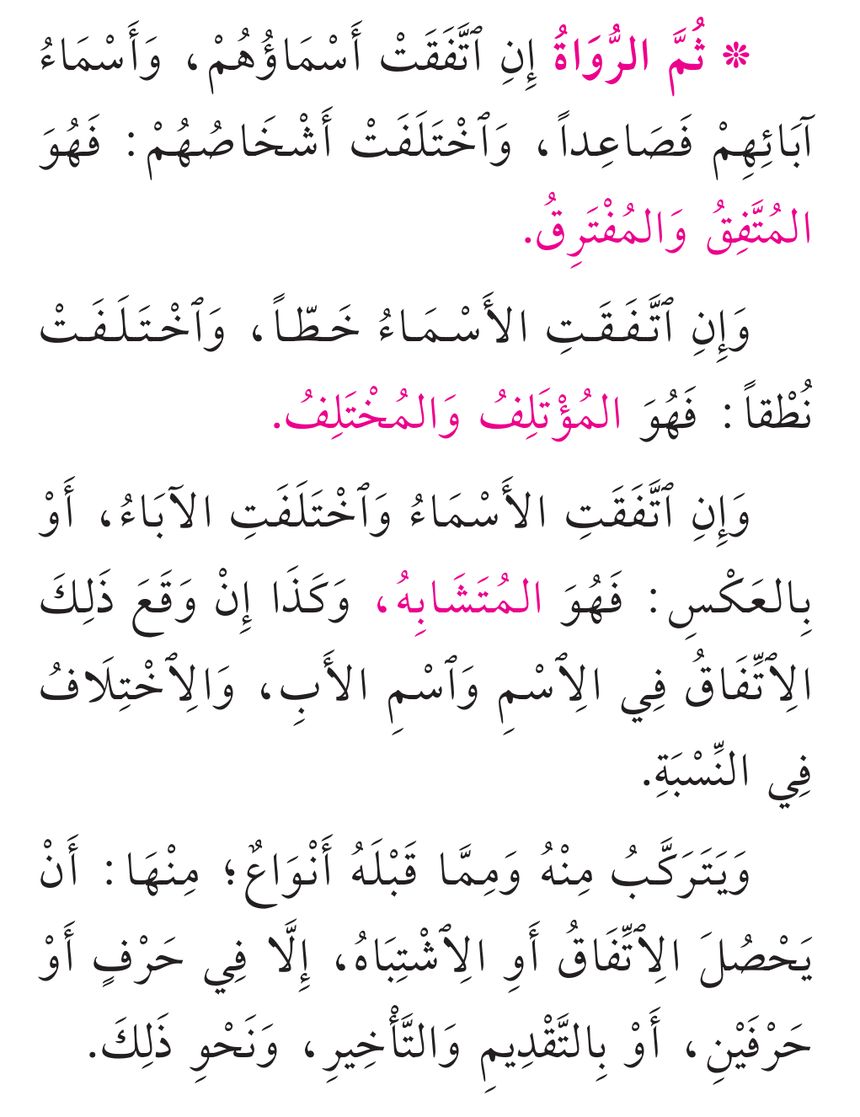 ❊ ثُمَّ الرُّوَاةُ إِنِ ٱتَّفَقَتْ أَسْمَاؤُهُمْ، وَأَسْمَاءُ
آبَائِهِمْ فَصَاعِداً، وَٱخْتَلَفَتْ أَشْخَاصُهُمْ: فَهُوَ
المُتَّفِقُ وَالمُفْتَرِقُ.
وَإِنِ ٱتَّفَقَتِ الأَسْمَاءُ خَطّاً، وَٱخْتَلَفَتْ
نُطْقاً: فَهُوَ المُؤْتَلِفُ وَالمُخْتَلِفُ.
وَإِنِ ٱتَّفَقَتِ الأَسْمَاءُ وَٱخْتَلَفَتِ الآبَاءُ، أَوْ
بِالعَكْسِ: فَهُوَ المُتَشَابِهُ، وَكَذَا إِنْ وَقَعَ ذَلِكَ
الِٱتِّفَاقُ فِي الِٱسْمِ وَٱسْمِ الأَبِ، وَالِٱخْتِلَافُ
فِي النِّسْبَةِ.
وَيَتَرَكَّبُ مِنْهُ وَمِمَّا قَبْلَهُ أَنْوَاعٌ؛ مِنْهَا: أَنْ
يَحْصُلَ الِٱتِّفَاقُ أَوِ الِٱشْتِبَاهُ، إِلَّا فِي حَرْفٍ أَوْ
حَرْفَيْنِ، أَوْ بِالتَّقْدِيمِ وَالتَّأْخِيرِ، وَنَحْوِ ذَلِكَ.